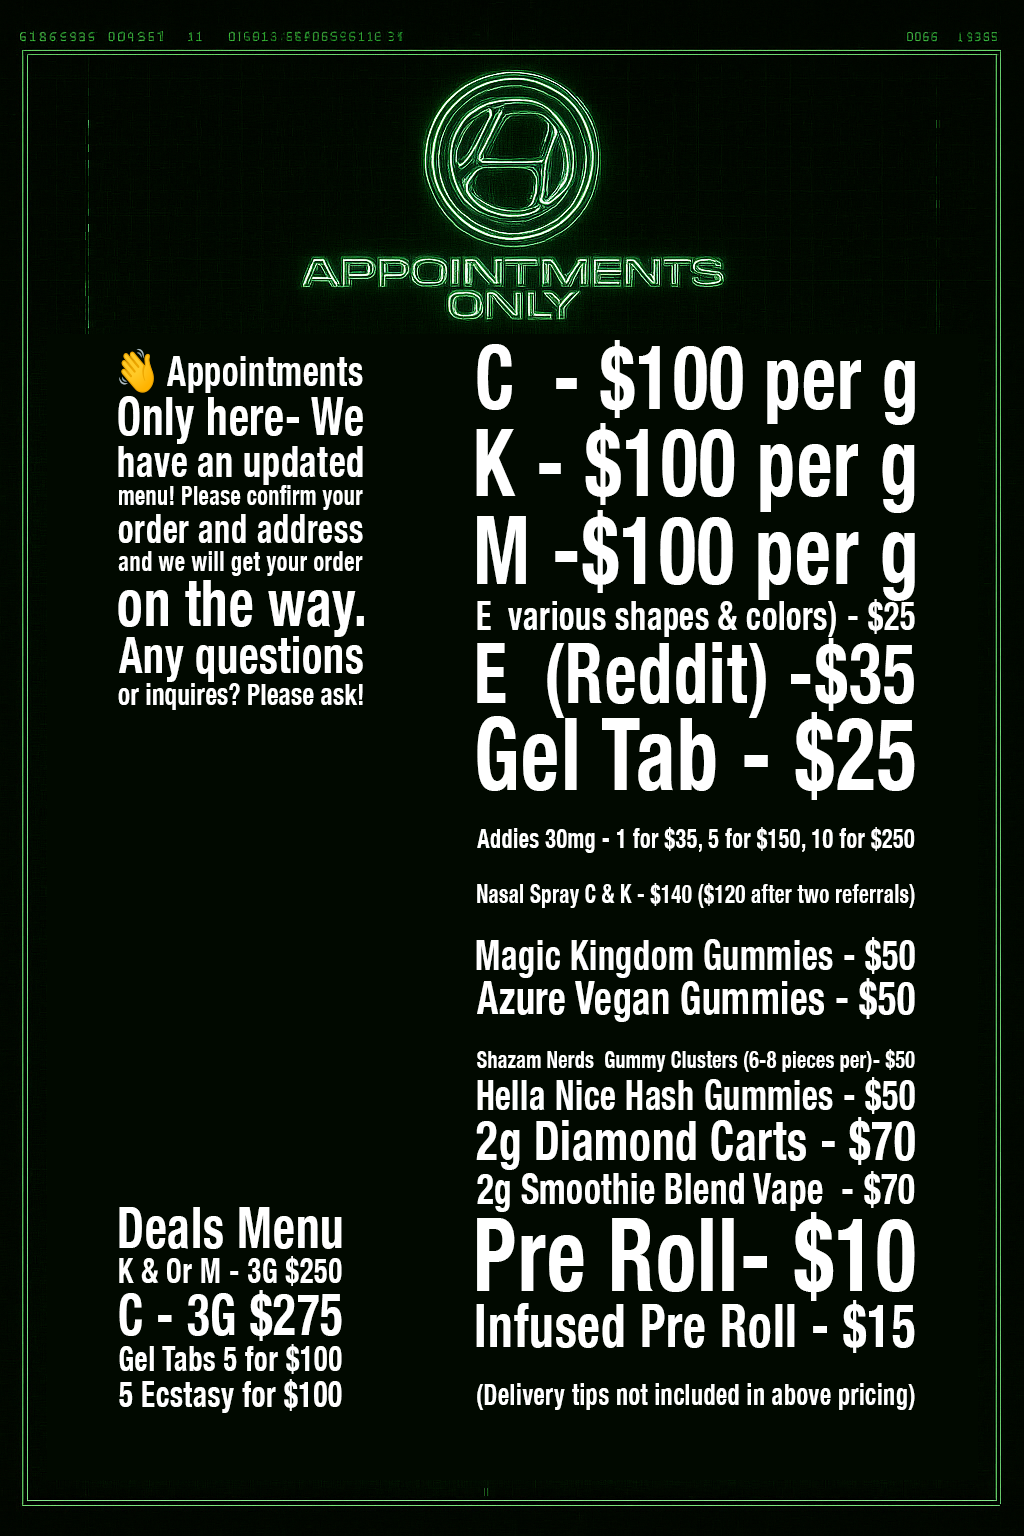 APPOINTMENTS
ONLY
👋 Appointments
Only here- We
have an updated
menu! Please confirm your
order and address
and we will get your order
on the way.
Any questions
or inquires? Please ask!
C - $100 per g
K - $100 per g
M -$100 per g
E various shapes & colors) - $25
E (Reddit) -$35
Gel Tab - $25
Addies 30mg - 1 for $35, 5 for $150, 10 for $250
Nasal Spray C & K - $140 ($120 after two referrals)
Magic Kingdom Gummies - $50
Azure Vegan Gummies - $50
Shazam Nerds Gummy Clusters (6-8 pieces per)- $50
Hella Nice Hash Gummies - $50
2g Diamond Carts - $70
2g Smoothie Blend Vape - $70
Pre Roll- $10
Infused Pre Roll - $15
(Delivery tips not included in above pricing)
Deals Menu
K & Or M - 3G $250
C - 3G $275
Gel Tabs 5 for $100
5 Ecstasy for $100